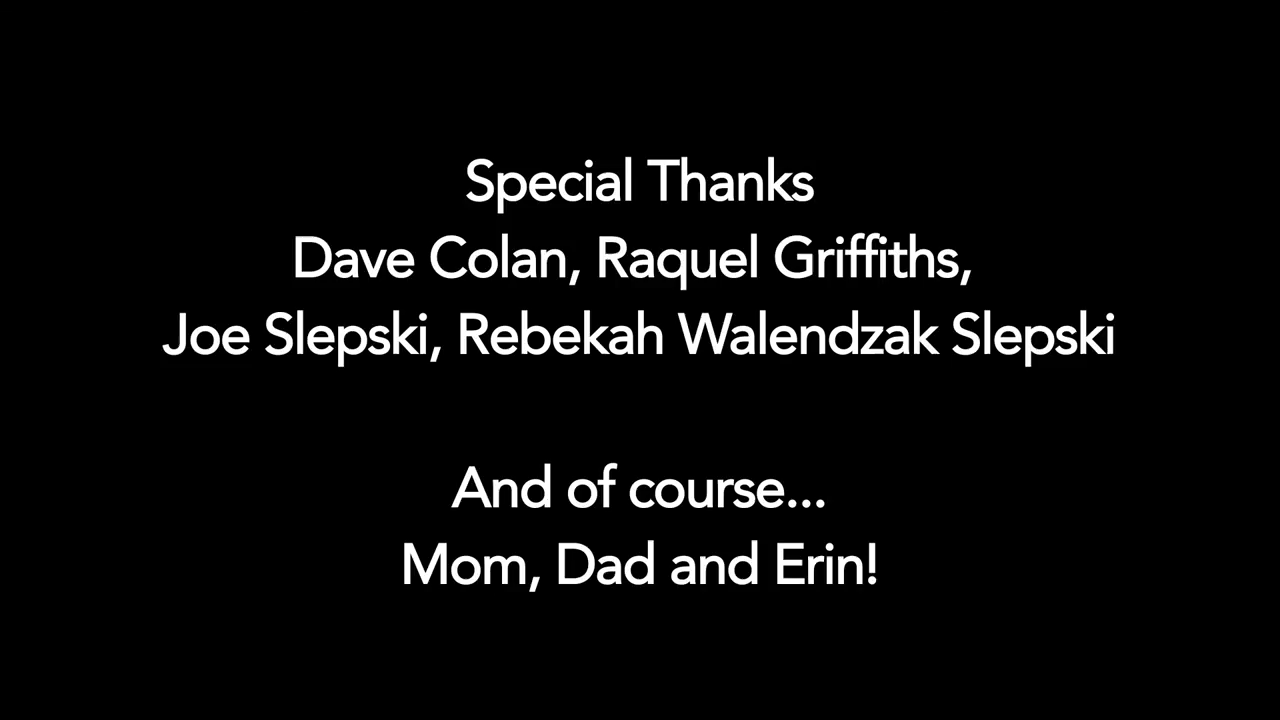 Special Thanks
Dave Colan, Raquel Griffiths,
Joe Slepski, Rebekah Walendzak Slepski
And of course...
Mom, Dad and Erin!